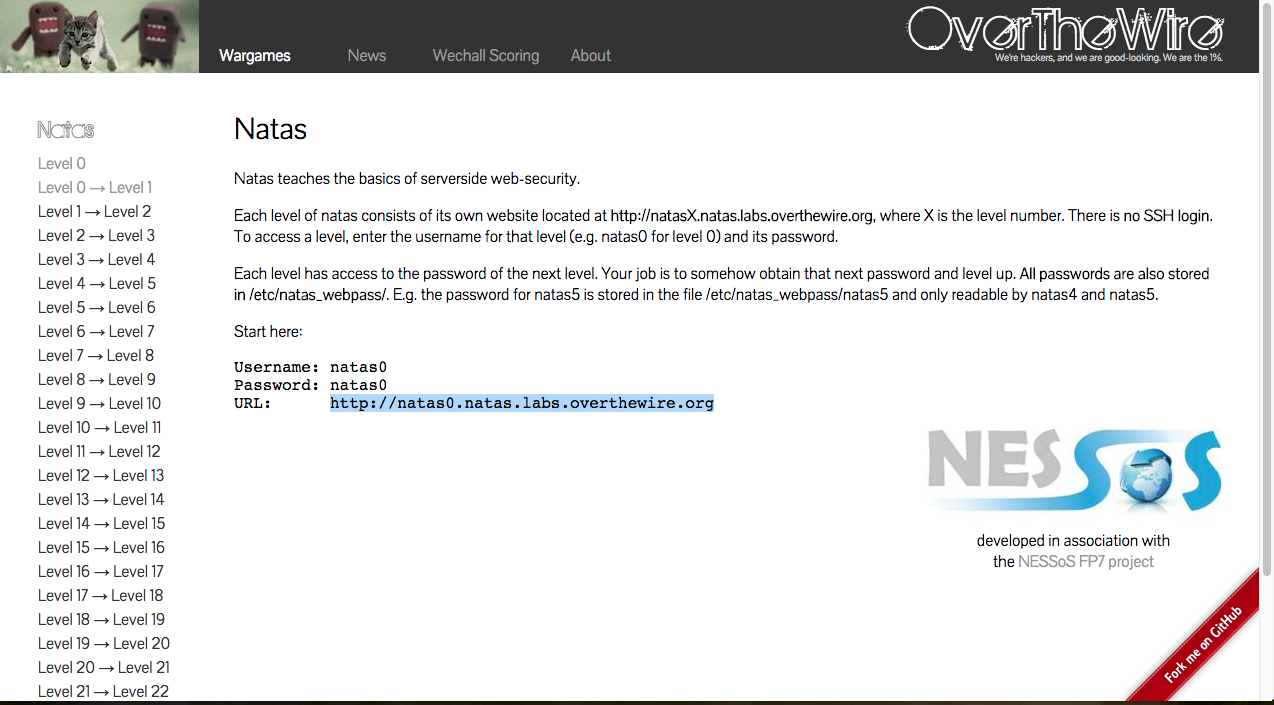 OverTheWire
We're hackers, and we are good-looking. We are the 1%.
Wargames News Wechall Scoring About
Natas
Level 0
Level 0 → Level 1
Level 1 → Level 2
Level 2 → Level 3
Level 3 → Level 4
Level 4 → Level 5
Level 5 → Level 6
Level 6 → Level 7
Level 7 → Level 8
Level 8 → Level 9
Level 9 → Level 10
Level 10 → Level 11
Level 11 → Level 12
Level 12 → Level 13
Level 13 → Level 14
Level 14 → Level 15
Level 15 → Level 16
Level 16 → Level 17
Level 17 → Level 18
Level 18 → Level 19
Level 19 → Level 20
Level 20 → Level 21
Level 21 → Level 22
Natas
Natas teaches the basics of serverside web-security.
Each level of natas consists of its own website located at http://natasX.natas.labs.overthewire.org, where X is the level number. There is no SSH login.
To access a level, enter the username for that level (e.g. natas0 for level 0) and its password.
Each level has access to the password of the next level. Your job is to somehow obtain that next password and level up. All passwords are also stored
in /etc/natas_webpass/. E.g. the password for natas5 is stored in the file /etc/natas_webpass/natas5 and only readable by natas4 and natas5.
Start here:
Username: natas0
Password: natas0
URL: http://natas0.natas.labs.overthewire.org
NESSoS
developed in association with
the NESSoS FP7 project
Fork me on GitHub